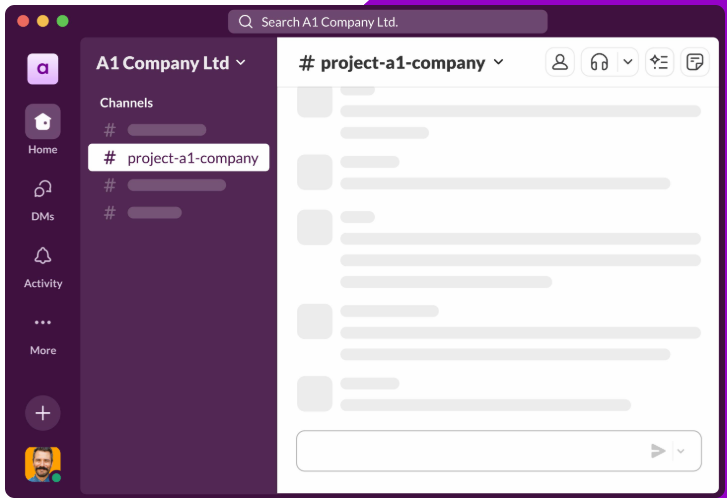 Search A1 Company Ltd.
a
A1 Company Ltd
# project-a1-company
Channels
#
# project-a1-company
#
#
Home
DMs
Activity
More